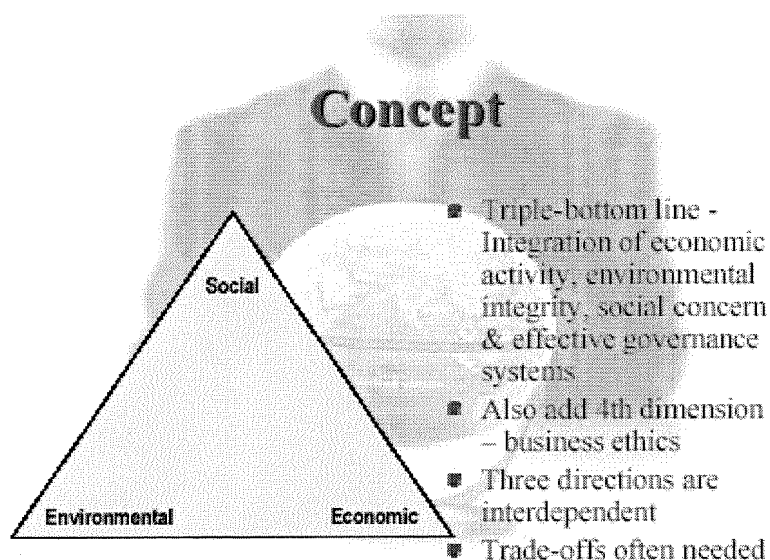 Concept
Social
Environmental
Economic
■ Triple-bottom line -
Integration of economic
activity, environmental
integrity, social concern
& effective governance
systems
■ Also add 4th dimension
– business ethics
■ Three directions are
interdependent
■ Trade-offs often needed